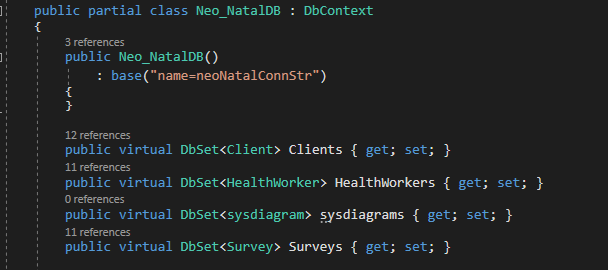 public partial class Neo_NatalDB : DbContext
{
3 references
public Neo_NatalDB()
: base("name=neoNatalConnStr")
{
}
12 references
public virtual DbSet<Client> Clients { get; set; }
11 references
public virtual DbSet<HealthWorker> HealthWorkers { get; set; }
0 references
public virtual DbSet<sysdiagram> sysdiagrams { get; set; }
11 references
public virtual DbSet<Survey> Surveys { get; set; }